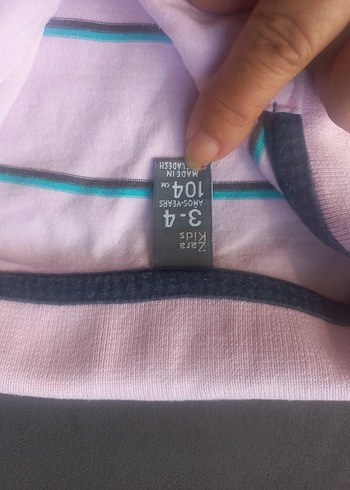 Zara
Kids
3-4
AÑOS-YEARS
104 CM
MADE IN